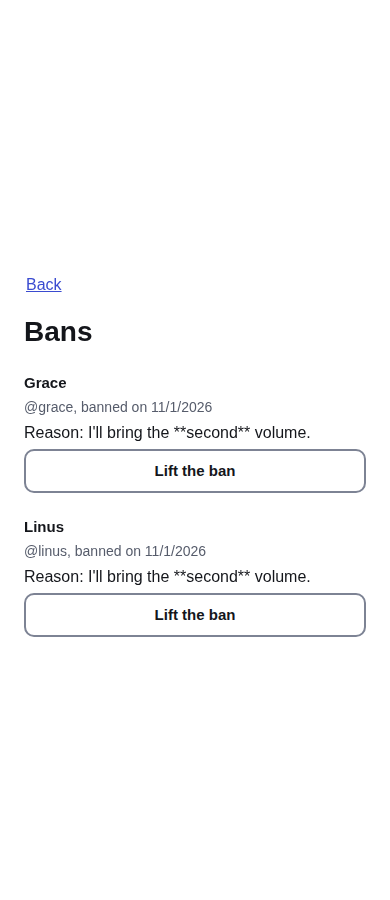 Back
Bans
Grace
@grace, banned on 11/1/2026
Reason: I'll bring the **second** volume.
Lift the ban
Linus
@linus, banned on 11/1/2026
Reason: I'll bring the **second** volume.
Lift the ban